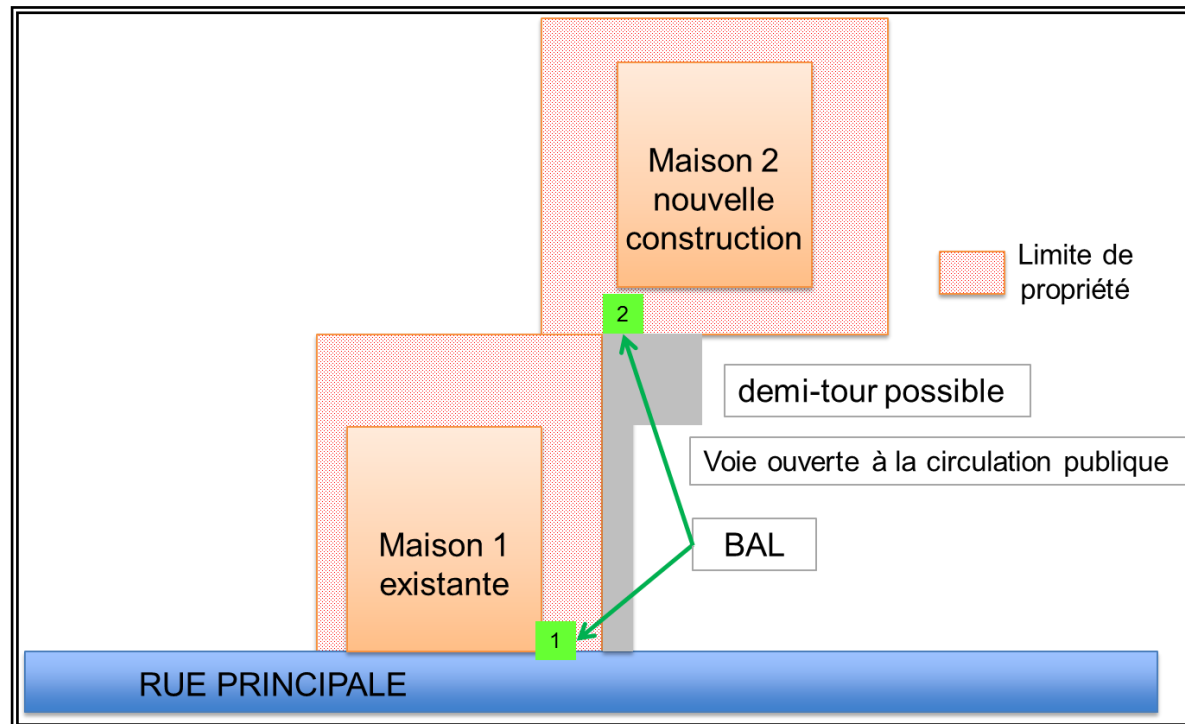 Maison 2
nouvelle
construction
Limite de
propriété
2
demi-tour possible
Voie ouverte à la circulation publique
Maison 1
existante
BAL
1
RUE PRINCIPALE